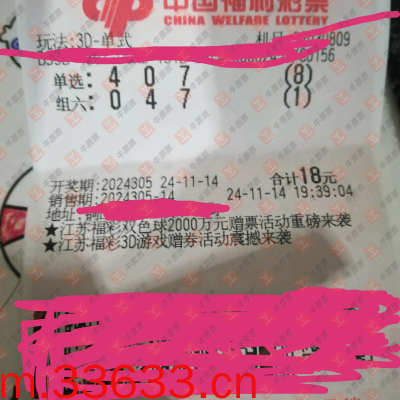 中国福利彩票
CHINA WELFARE LOTTERY
玩法:3D-单式
单选: 4 0 7 (8)
组六: 0 4 7 (1)
开奖期:2024305 24-11-14 合计18元
销售期:2024305-14 24-11-14 19:39:04
地址
★江苏福彩双色球2000万元赠票活动重磅来袭
★江苏福彩3D游戏赠券活动震撼来袭
m.33633.cn